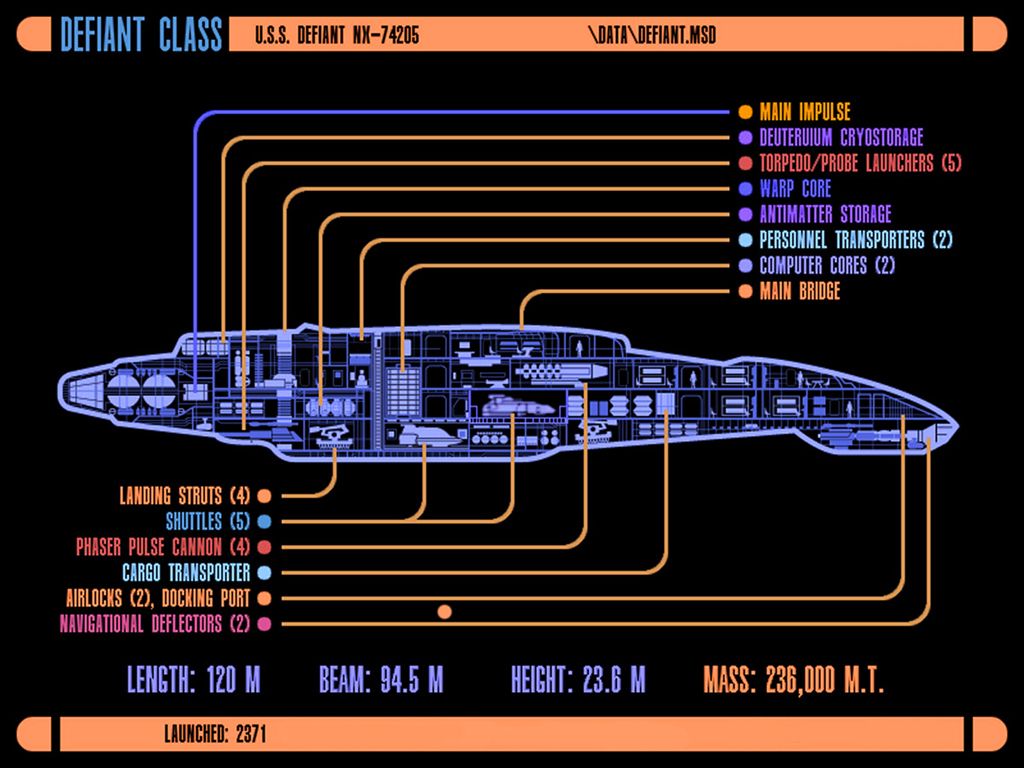 DEFIANT CLASS
U.S.S. DEFIANT NX-74205
\DATA\DEFIANT.MSD
MAIN IMPULSE
DEUTERUIUM CRYOSTORAGE
TORPEDO/PROBE LAUNCHERS (5)
WARP CORE
ANTIMATTER STORAGE
PERSONNEL TRANSPORTERS (2)
COMPUTER CORES (2)
MAIN BRIDGE
LANDING STRUTS (4)
SHUTTLES (5)
PHASER PULSE CANNON (4)
CARGO TRANSPORTER
AIRLOCKS (2), DOCKING PORT
NAVIGATIONAL DEFLECTORS (2)
LENGTH: 120 M
BEAM: 94.5 M
HEIGHT: 23.6 M
MASS: 236,000 M.T.
LAUNCHED: 2371